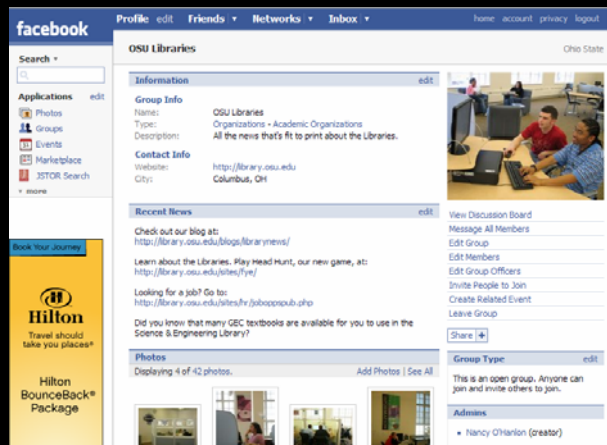 facebook
Profile edit Friends ▾ Networks ▾ Inbox ▾ home account privacy logout
Search ▾
Applications edit
Photos
Groups
Events
Marketplace
JSTOR Search
▾ more
Book Your Journey
Hilton
Travel should
take you places®
Hilton
BounceBack®
Package
OSU Libraries Ohio State
Information edit
Group Info
Name: OSU Libraries
Type: Organizations - Academic Organizations
Description: All the news that's fit to print about the Libraries.
Contact Info
Website: http://library.osu.edu
City: Columbus, OH
Recent News edit
Check out our blog at:
http://library.osu.edu/blogs/librarynews/
Learn about the Libraries. Play Head Hunt, our new game, at:
http://library.osu.edu/sites/fye/
Looking for a job? Go to:
http://library.osu.edu/sites/hr/joboppspub.php
Did you know that many GEC textbooks are available for you to use in the
Science & Engineering Library?
Photos
Displaying 4 of 42 photos. Add Photos | See All
View Discussion Board
Message All Members
Edit Group
Edit Members
Edit Group Officers
Invite People to Join
Create Related Event
Leave Group
Share +
Group Type edit
This is an open group. Anyone can
join and invite others to join.
Admins
• Nancy O'Hanlon (creator)